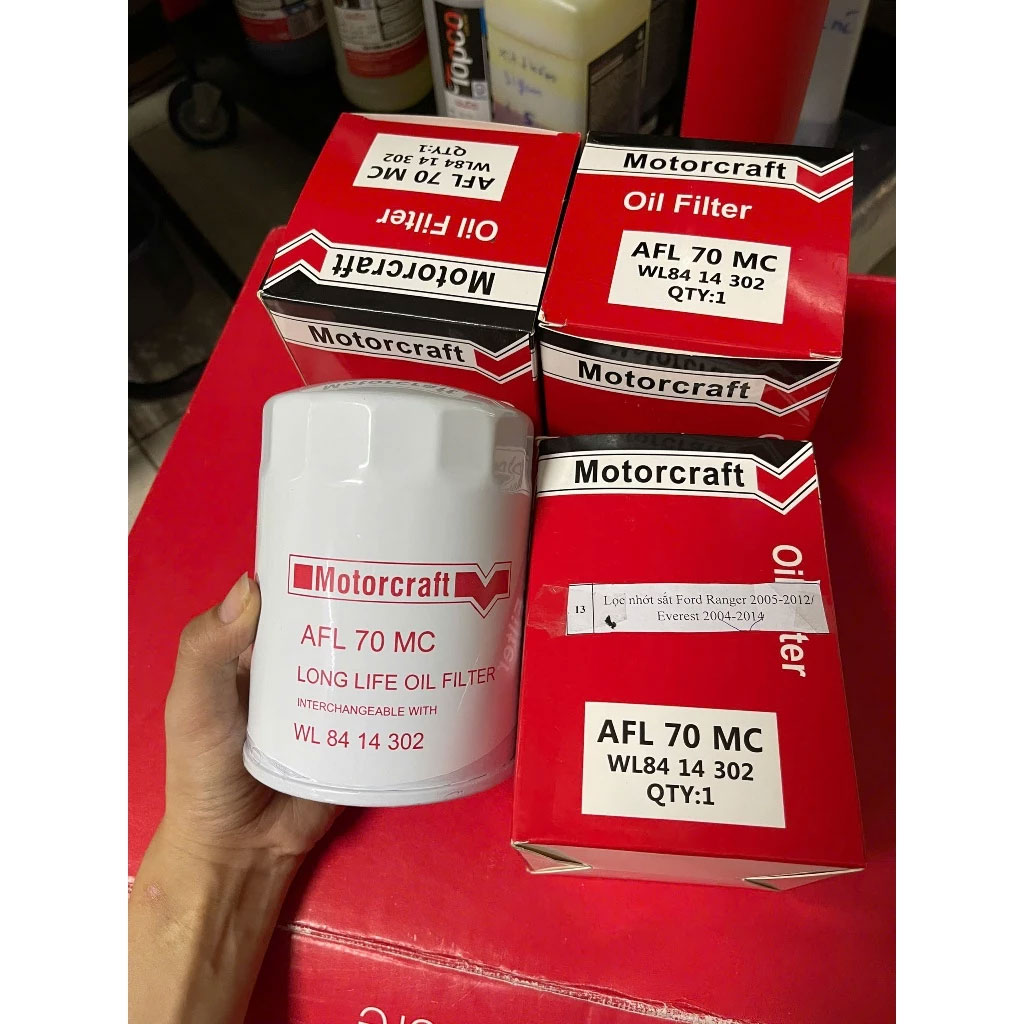 Topco
AFL 70 MC
WL84 14 302
QTY:1
Oil Filter
Motorcraft
Motorcraft
Motorcraft
Oil Filter
AFL 70 MC
WL84 14 302
QTY:1
Motorcraft
Motorcraft
Motorcraft
AFL 70 MC
LONG LIFE OIL FILTER
INTERCHANGEABLE WITH
WL 84 14 302
Motorcraft
Oil Filter
13 Lọc nhớt sắt Ford Ranger 2005-2012/
Everest 2004-2014
AFL 70 MC
WL84 14 302
QTY:1